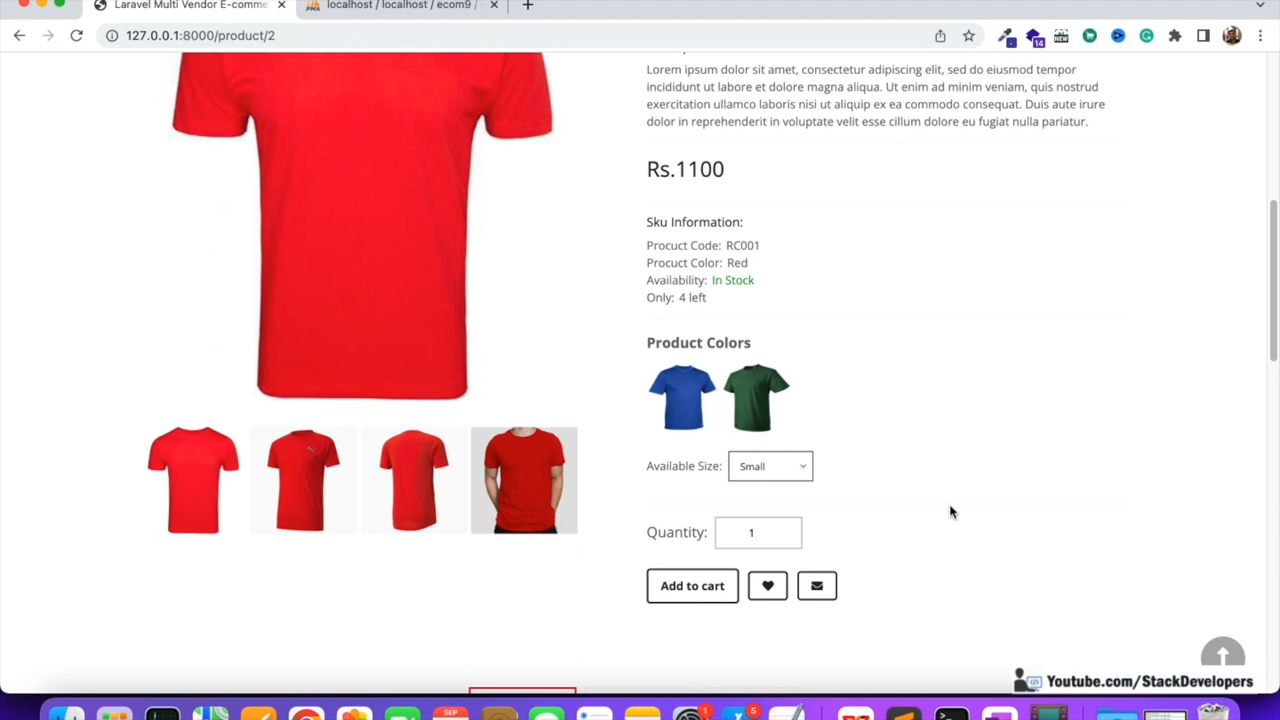 Laravel Multi Vendor E-comme
localhost / localhost / ecom9 /
127.0.0.1:8000/product/2
14
NEW
Lorem ipsum dolor sit amet, consectetur adipiscing elit, sed do eiusmod tempor
incididunt ut labore et dolore magna aliqua. Ut enim ad minim veniam, quis nostrud
exercitation ullamco laboris nisi ut aliquip ex ea commodo consequat. Duis aute irure
dolor in reprehenderit in voluptate velit esse cillum dolore eu fugiat nulla pariatur.
Rs.1100
Sku Information:
Procuct Code: RC001
Procuct Color: Red
Availability: In Stock
Only: 4 left
Product Colors
Available Size: Small
Quantity: 1
Add to cart
Youtube.com/StackDevelopers
SEP
1
5